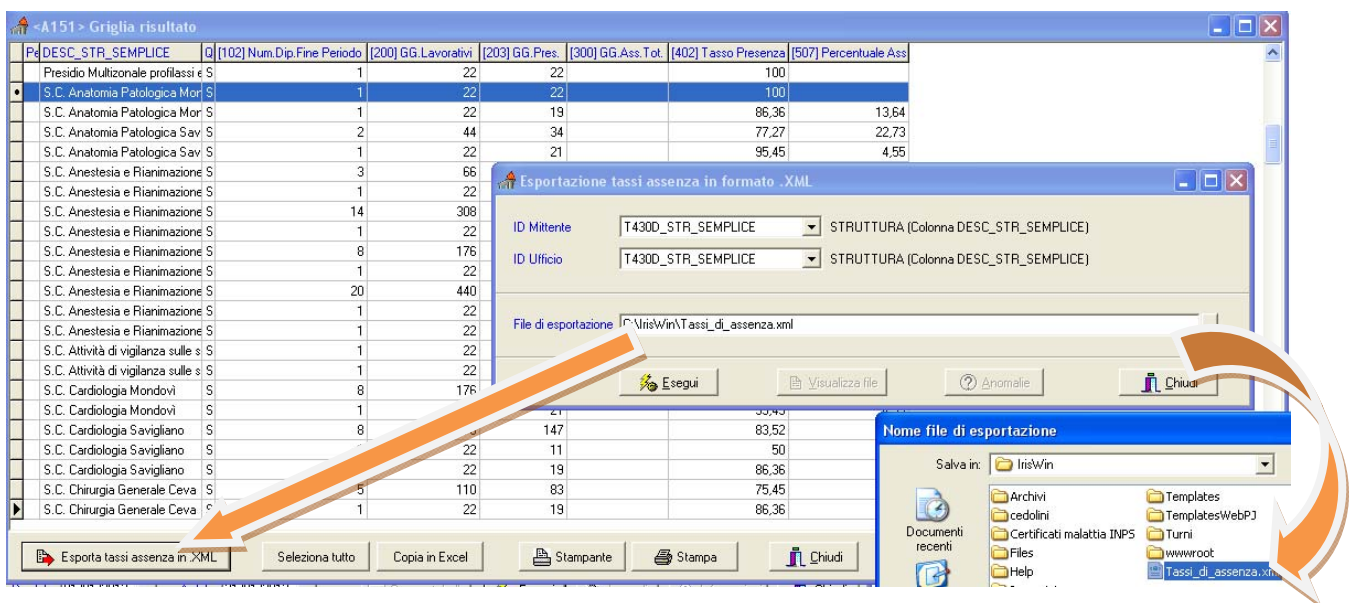 <A151> Griglia risultato
Pe DESC_STR_SEMPLICE Q [102] Num.Dip.Fine Periodo [200] GG.Lavorativi [203] GG.Pres. [300] GG.Ass.Tot. [402] Tasso Presenza [507] Percentuale Ass
Presidio Multizonale profilassi e S 1 22 22 100
S.C. Anatomia Patologica Mor S 1 22 22 100
S.C. Anatomia Patologica Mor S 1 22 19 86,36 13,64
S.C. Anatomia Patologica Sav S 2 44 34 77,27 22,73
S.C. Anatomia Patologica Sav S 1 22 21 95,45 4,55
S.C. Anestesia e Rianimazione S 3 66
S.C. Anestesia e Rianimazione S 1 22
S.C. Anestesia e Rianimazione S 14 308
S.C. Anestesia e Rianimazione S 1 22
S.C. Anestesia e Rianimazione S 8 176
S.C. Anestesia e Rianimazione S 1 22
S.C. Anestesia e Rianimazione S 20 440
S.C. Anestesia e Rianimazione S 1 22
S.C. Anestesia e Rianimazione S 1 22
S.C. Attività di vigilanza sulle s S 1 22
S.C. Attività di vigilanza sulle s S 1 22
S.C. Cardiologia Mondovì S 8 176
S.C. Cardiologia Mondovì S 1 21
S.C. Cardiologia Savigliano S 8 147 83,52
S.C. Cardiologia Savigliano S 22 11 50
S.C. Cardiologia Savigliano S 22 19 86,36
S.C. Chirurgia Generale Ceva S 5 110 83 75,45
S.C. Chirurgia Generale Ceva 1 22 19 86,36
Esporta tassi assenza in .XML Seleziona tutto Copia in Excel Stampante Stampa Chiudi
Esportazione tassi assenza in formato .XML
ID Mittente T430D_STR_SEMPLICE STRUTTURA (Colonna DESC_STR_SEMPLICE)
ID Ufficio T430D_STR_SEMPLICE STRUTTURA (Colonna DESC_STR_SEMPLICE)
File di esportazione C:\IrisWin\Tassi_di_assenza.xml
Esegui Visualizza file Anomalie Chiudi
Nome file di esportazione
Salva in: IrisWin
Documenti recenti
Archivi Templates
cedolini TemplatesWebPJ
Certificati malattia INPS Turni
Files wwwroot
Help Tassi_di_assenza.xml